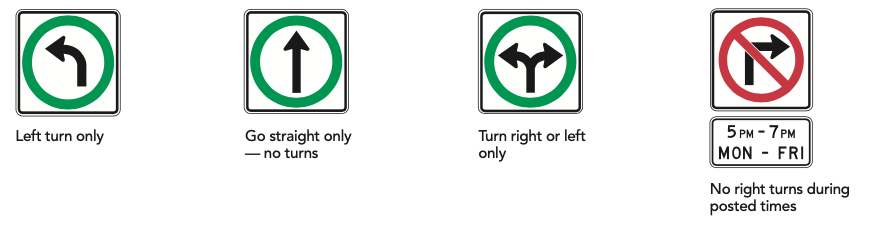 Left turn only
Go straight only
— no turns
Turn right or left
only
5PM - 7PM
MON - FRI
No right turns during
posted times